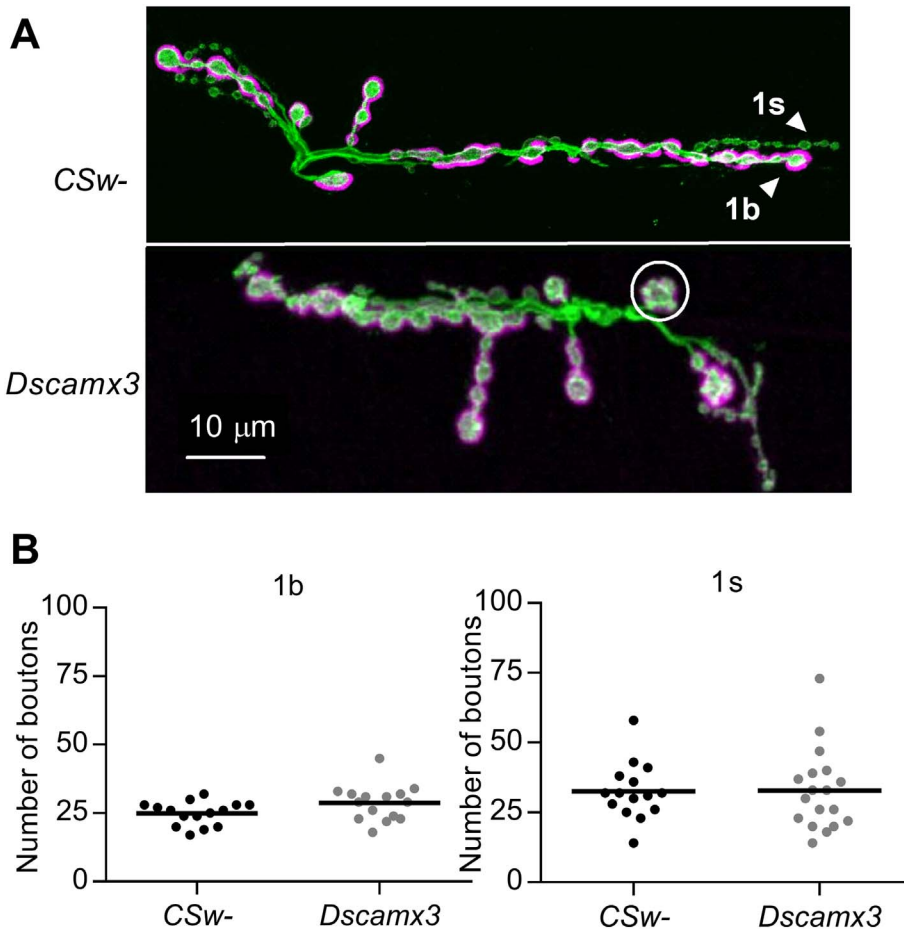 A
CSw-
1s
1b
Dscamx3
10 μm
B
1b
Number of boutons
100
75
50
25
0
CSw-
Dscamx3
1s
Number of boutons
100
75
50
25
0
CSw-
Dscamx3